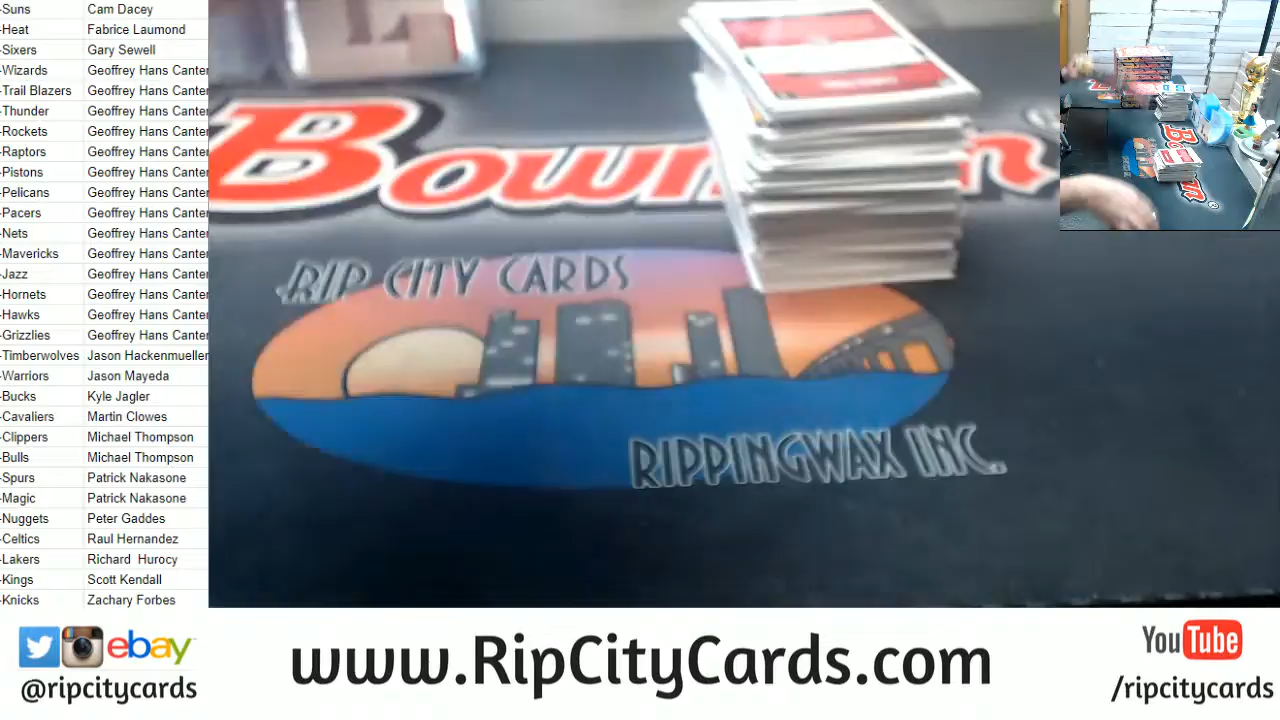 -Suns Cam Dacey
-Heat Fabrice Laumond
-Sixers Gary Sewell
-Wizards Geoffrey Hans Canter
-Trail Blazers Geoffrey Hans Canter
-Thunder Geoffrey Hans Canter
-Rockets Geoffrey Hans Canter
-Raptors Geoffrey Hans Canter
-Pistons Geoffrey Hans Canter
-Pelicans Geoffrey Hans Canter
-Pacers Geoffrey Hans Canter
-Nets Geoffrey Hans Canter
-Mavericks Geoffrey Hans Canter
-Jazz Geoffrey Hans Canter
-Hornets Geoffrey Hans Canter
-Hawks Geoffrey Hans Canter
-Grizzlies Geoffrey Hans Canter
-Timberwolves Jason Hackenmueller
-Warriors Jason Mayeda
-Bucks Kyle Jagler
-Cavaliers Martin Clowes
-Clippers Michael Thompson
-Bulls Michael Thompson
-Spurs Patrick Nakasone
-Magic Patrick Nakasone
-Nuggets Peter Gaddes
-Celtics Raul Hernandez
-Lakers Richard Hurocy
-Kings Scott Kendall
-Knicks Zachary Forbes
RIP CITY CARDS
RIPPINGWAX INC.
ebay
@ripcitycards
www.RipCityCards.com
YouTube
/ripcitycards